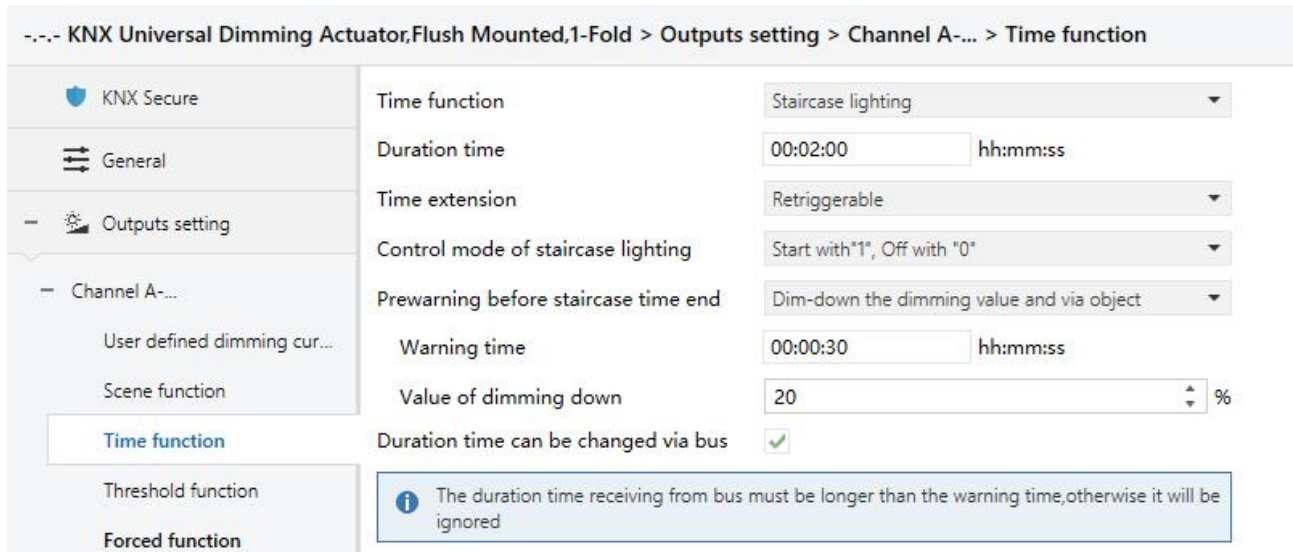 -.-.- KNX Universal Dimming Actuator,Flush Mounted,1-Fold > Outputs setting > Channel A-... > Time function
KNX Secure
General
Outputs setting
Channel A-...
User defined dimming cur...
Scene function
Time function
Threshold function
Forced function
Time function Staircase lighting
Duration time 00:02:00 hh:mm:ss
Time extension Retriggerable
Control mode of staircase lighting Start with"1", Off with "0"
Prewarning before staircase time end Dim-down the dimming value and via object
Warning time 00:00:30 hh:mm:ss
Value of dimming down 20 %
Duration time can be changed via bus
The duration time receiving from bus must be longer than the warning time,otherwise it will be
ignored